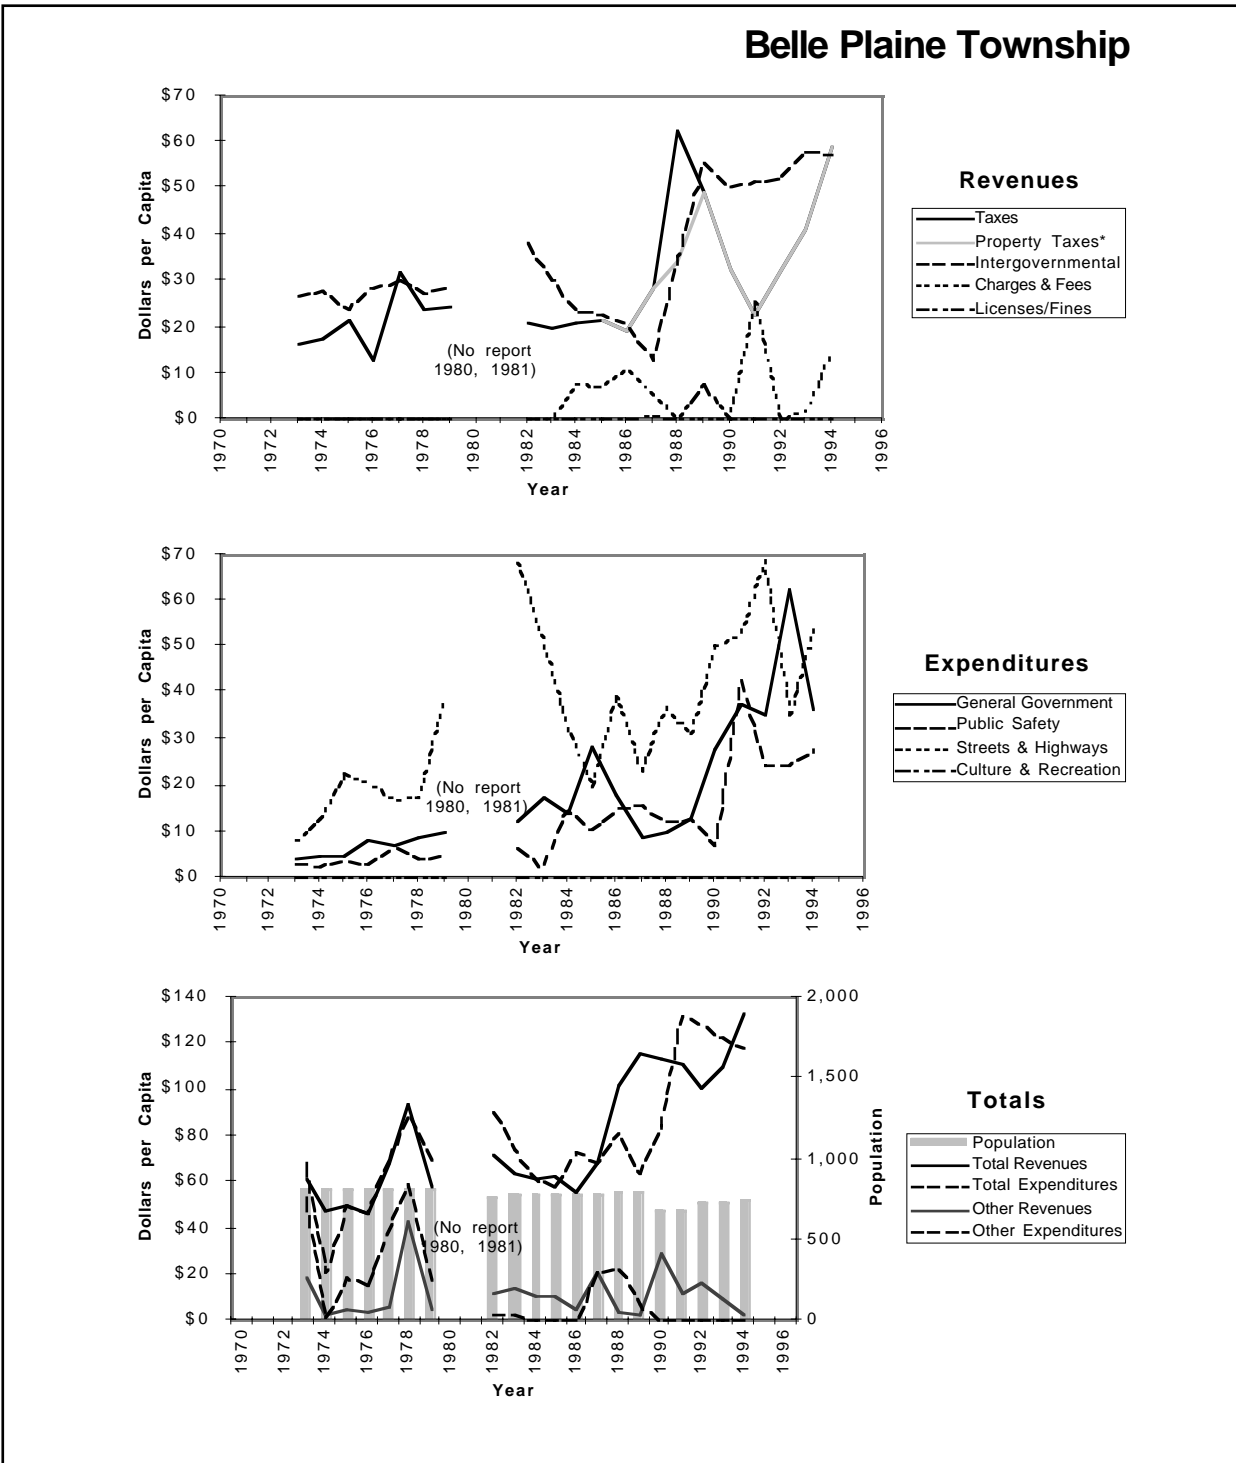 Belle Plaine Township
$70
$60
$50
$40
$30
$20
$10
$0
Dollars per Capita
(No report
1980, 1981)
1970
1972
1974
1976
1978
1980
1982
1984
1986
1988
1990
1992
1994
1996
Year
Revenues
Taxes
Property Taxes*
Intergovernmental
Charges & Fees
Licenses/Fines
$70
$60
$50
$40
$30
$20
$10
$0
Dollars per Capita
(No report
1980, 1981)
1970
1972
1974
1976
1978
1980
1982
1984
1986
1988
1990
1992
1994
1996
Year
Expenditures
General Government
Public Safety
Streets & Highways
Culture & Recreation
$140
$120
$100
$80
$60
$40
$20
$0
Dollars per Capita
(No report
980, 1981)
2,000
1,500
1,000
500
0
Population
1970
1972
1974
1976
1978
1980
1982
1984
1986
1988
1990
1992
1994
1996
Year
Totals
Population
Total Revenues
Total Expenditures
Other Revenues
Other Expenditures